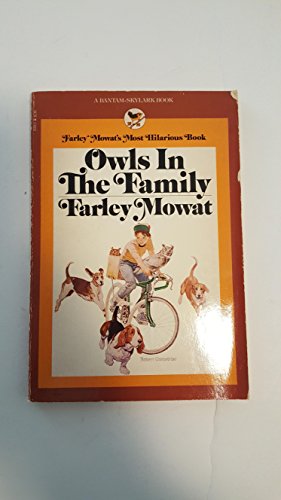 A BANTAM-SKYLARK BOOK
"Farley" Mowat's Most Hilarious Book
Owls In
The Family
Farley Mowat